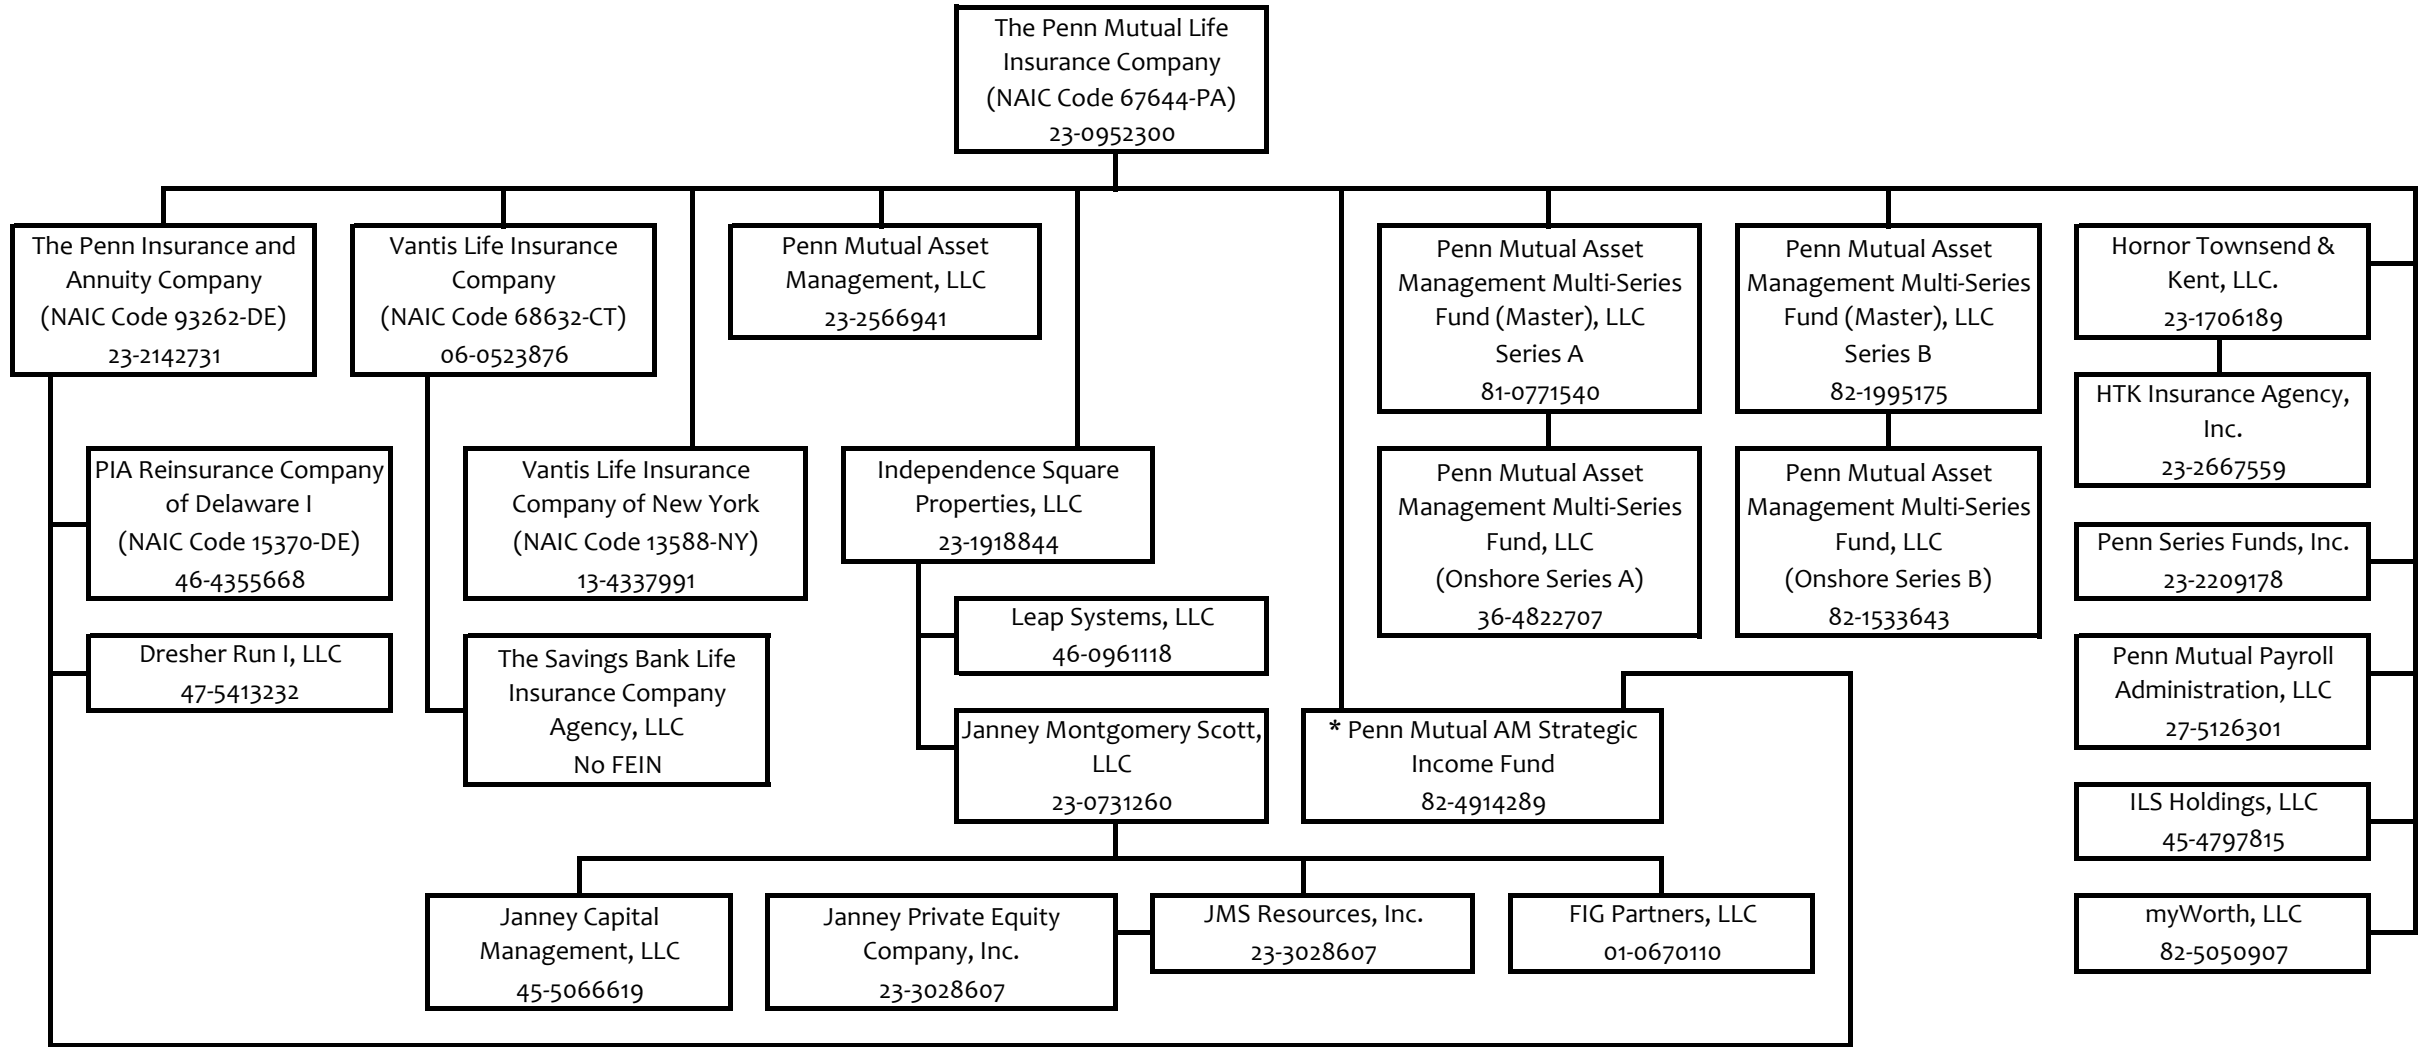 The Penn Mutual Life
Insurance Company
(NAIC Code 67644-PA)
23-0952300
The Penn Insurance and
Annuity Company
(NAIC Code 93262-DE)
23-2142731
Vantis Life Insurance
Company
(NAIC Code 68632-CT)
06-0523876
Penn Mutual Asset
Management, LLC
23-2566941
Penn Mutual Asset
Management Multi-Series
Fund (Master), LLC
Series A
81-0771540
Penn Mutual Asset
Management Multi-Series
Fund (Master), LLC
Series B
82-1995175
Hornor Townsend &
Kent, LLC.
23-1706189
HTK Insurance Agency,
Inc.
23-2667559
PIA Reinsurance Company
of Delaware I
(NAIC Code 15370-DE)
46-4355668
Vantis Life Insurance
Company of New York
(NAIC Code 13588-NY)
13-4337991
Independence Square
Properties, LLC
23-1918844
Penn Mutual Asset
Management Multi-Series
Fund, LLC
(Onshore Series A)
36-4822707
Penn Mutual Asset
Management Multi-Series
Fund, LLC
(Onshore Series B)
82-1533643
Penn Series Funds, Inc.
23-2209178
Leap Systems, LLC
46-0961118
Dresher Run I, LLC
47-5413232
The Savings Bank Life
Insurance Company
Agency, LLC
No FEIN
Penn Mutual Payroll
Administration, LLC
27-5126301
Janney Montgomery Scott,
LLC
23-0731260
* Penn Mutual AM Strategic
Income Fund
82-4914289
ILS Holdings, LLC
45-4797815
Janney Capital
Management, LLC
45-5066619
Janney Private Equity
Company, Inc.
23-3028607
JMS Resources, Inc.
23-3028607
FIG Partners, LLC
01-0670110
myWorth, LLC
82-5050907